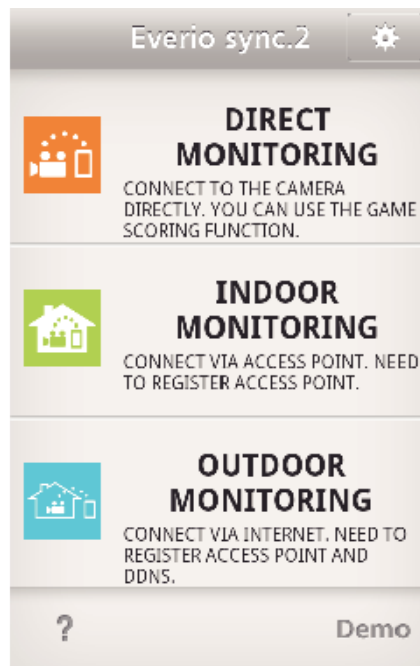 Everio sync.2
DIRECT
MONITORING
CONNECT TO THE CAMERA
DIRECTLY. YOU CAN USE THE GAME
SCORING FUNCTION.
INDOOR
MONITORING
CONNECT VIA ACCESS POINT. NEED
TO REGISTER ACCESS POINT.
OUTDOOR
MONITORING
CONNECT VIA INTERNET. NEED TO
REGISTER ACCESS POINT AND
DDNS.
? Demo